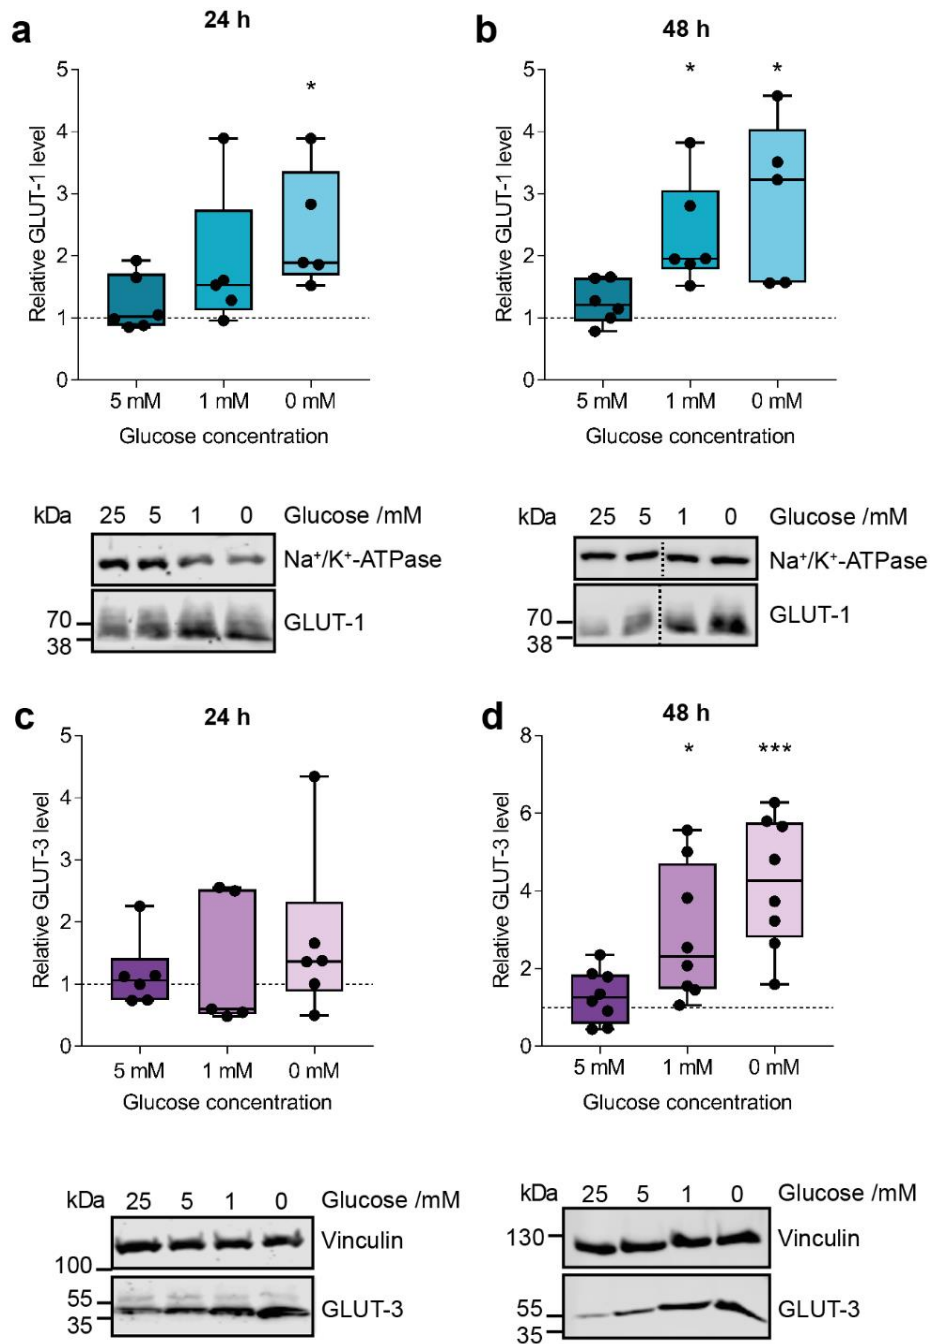 a
24 h
Relative GLUT-1 level
5
4
3
2
1
0
*
5 mM 1 mM 0 mM
Glucose concentration
kDa 25 5 1 0 Glucose /mM
Na⁺/K⁺-ATPase
70
38
GLUT-1
b
48 h
Relative GLUT-1 level
5
4
3
2
1
0
* *
5 mM 1 mM 0 mM
Glucose concentration
kDa 25 5 1 0 Glucose /mM
Na⁺/K⁺-ATPase
70
38
GLUT-1
c
24 h
Relative GLUT-3 level
5
4
3
2
1
0
5 mM 1 mM 0 mM
Glucose concentration
kDa 25 5 1 0 Glucose /mM
Vinculin
100
55
35
GLUT-3
d
48 h
Relative GLUT-3 level
8
6
4
2
0
* ***
5 mM 1 mM 0 mM
Glucose concentration
kDa 25 5 1 0 Glucose /mM
130
Vinculin
55
35
GLUT-3